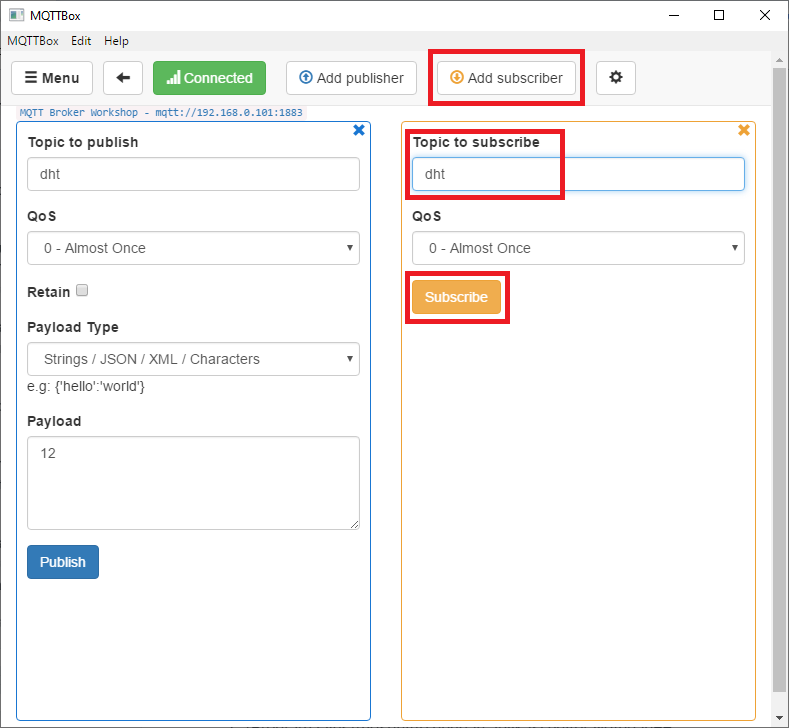 MQTTBox
MQTTBox Edit Help
Menu Connected Add publisher Add subscriber
MQTT Broker Workshop - mqtt://192.168.0.101:1883
Topic to publish
dht
QoS
0 - Almost Once
Retain
Payload Type
Strings / JSON / XML / Characters
e.g: {'hello':'world'}
Payload
12
Publish
Topic to subscribe
dht
QoS
0 - Almost Once
Subscribe